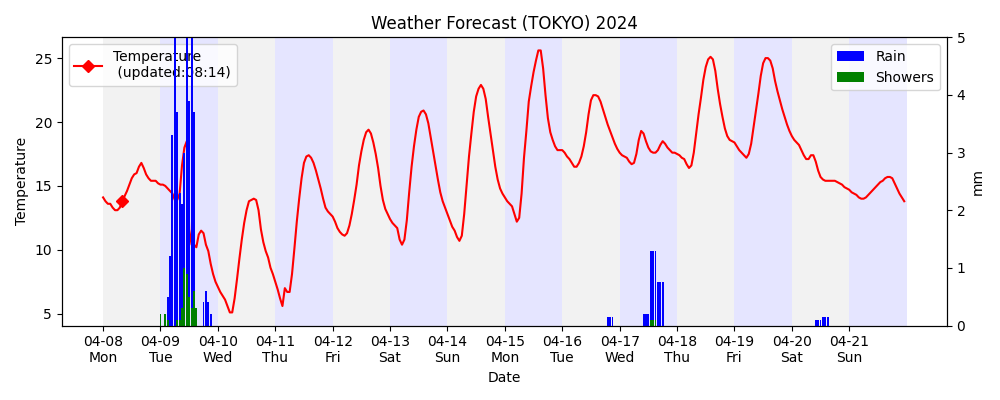 Weather Forecast (TOKYO) 2024
Temperature
(updated:08:14)
Rain
Showers
Temperature
25
20
15
10
5
5
4
3
2
1
0
mm
04-08 04-09 04-10 04-11 04-12 04-13 04-14 04-15 04-16 04-17 04-18 04-19 04-20 04-21
Mon Tue Wed Thu Fri Sat Sun Mon Tue Wed Thu Fri Sat Sun
Date